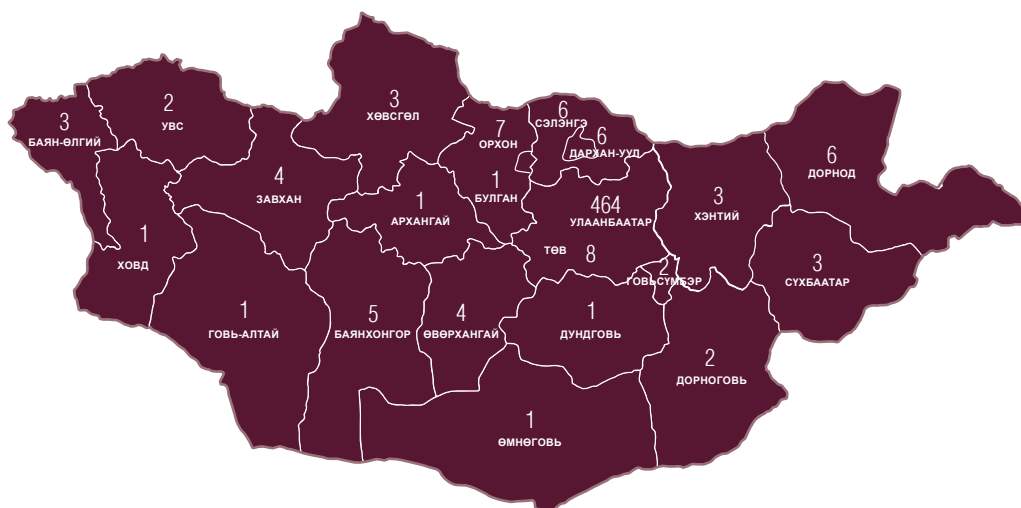 3
БАЯН-ӨЛГИЙ
2
УВС
1
ХОВД
4
ЗАВХАН
1
ГОВЬ-АЛТАЙ
3
ХӨВСГӨЛ
1
АРХАНГАЙ
5
БАЯНХОНГОР
4
ӨВӨРХАНГАЙ
7
ОРХОН
1
БУЛГАН
6
СЭЛЭНГЭ
6
ДАРХАН-УУЛ
464
УЛААНБААТАР
ТӨВ
8
2
ГОВЬСҮМБЭР
1
ДУНДГОВЬ
1
ӨМНӨГОВЬ
2
ДОРНОГОВЬ
3
ХЭНТИЙ
6
ДОРНОД
3
СҮХБААТАР